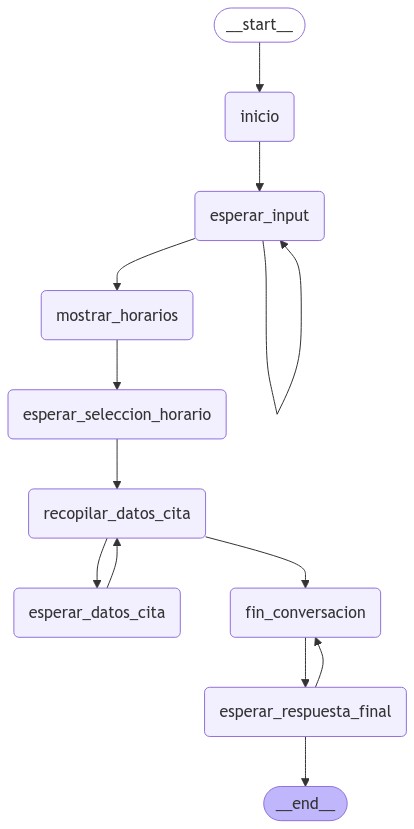 __start__
inicio
esperar_input
mostrar_horarios
esperar_seleccion_horario
recopilar_datos_cita
esperar_datos_cita
fin_conversacion
esperar_respuesta_final
__end__